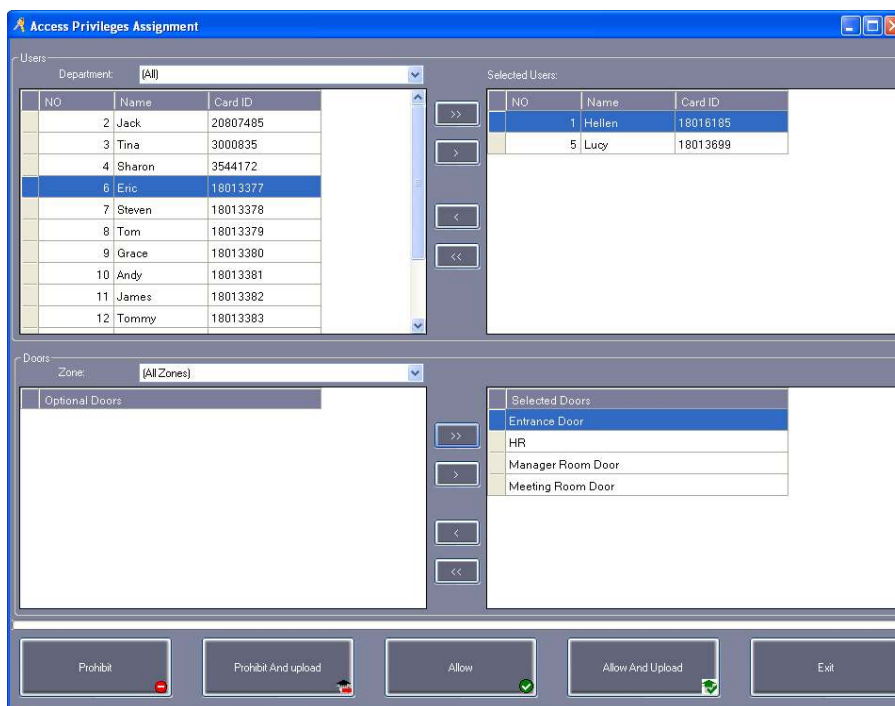 Access Privileges Assignment
Users
Department: (All)
NO Name Card ID
2 Jack 20807485
3 Tina 3000835
4 Sharon 3544172
6 Eric 18013377
7 Steven 18013378
8 Tom 18013379
9 Grace 18013380
10 Andy 18013381
11 James 18013382
12 Tommy 18013383
>>
>
<
<<
Selected Users:
NO Name Card ID
1 Hellen 18016185
5 Lucy 18013699
Doors
Zone: (All Zones)
Optional Doors
>>
>
<
<<
Selected Doors
Entrance Door
HR
Manager Room Door
Meeting Room Door
Prohibit
Prohibit And upload
Allow
Allow And Upload
Exit